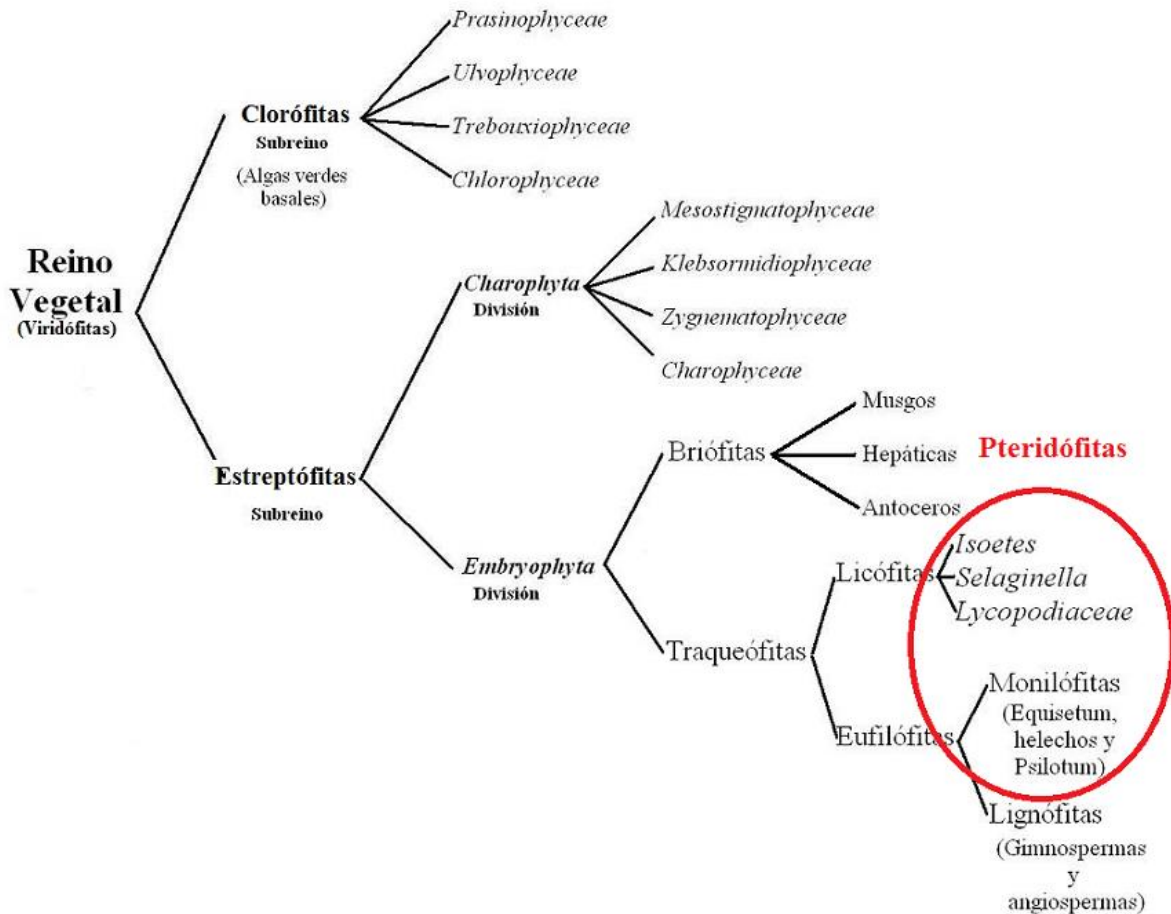 Prasinophyceae
Ulvophyceae
Clorófitas
Subreino
(Algas verdes
basales)
Trebouxiophyceae
Chlorophyceae
Reino
Vegetal
(Viridófitas)
Mesostigmatophyceae
Klebsormidiophyceae
Charophyta
División
Zygnematophyceae
Charophyceae
Estreptófitas
Subreino
Musgos
Briófitas
Hepáticas
Antoceros
Pteridófitas
Embryophyta
División
Licófitas
Isoetes
Selaginella
Lycopodiaceae
Traqueófitas
Eufilófitas
Monilófitas
(Equisetum,
helechos y
Psilotum)
Lignófitas
(Gimnospermas
y
angiospermas)